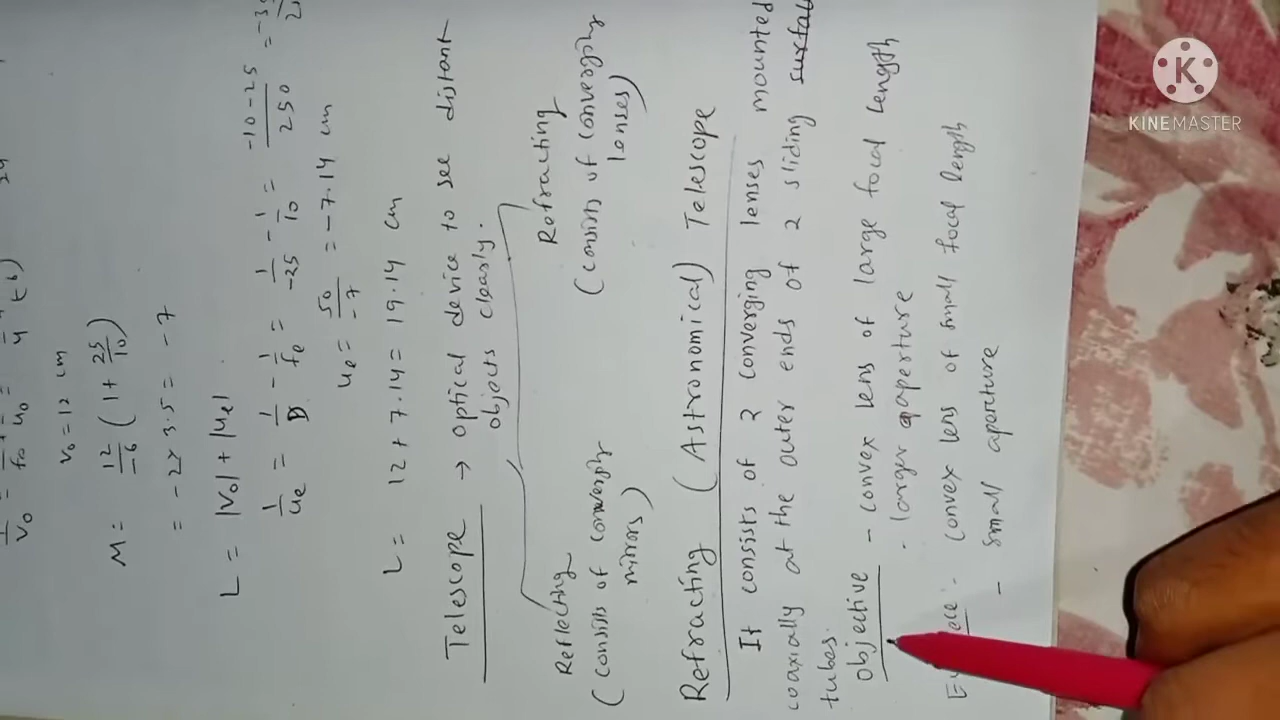 v₀ = 12 cm
M = 12/-6 (1 + 25/10)
= -2 × 3.5 = -7
L = |v₀| + |uₑ|
1/uₑ = 1/D - 1/fₑ = 1/-25 - 1/10 = -10-25/250
uₑ = 50/-7 = -7.14 cm
L = 12 + 7.14 = 19.14 cm
Telescope → optical device to see distant
objects clearly.
Reflecting
(consists of converging
mirrors)
Refracting
(consists of converging
lenses)
Refracting (Astronomical) Telescope
It consists of 2 converging lenses mounted
coaxially at the outer ends of 2 sliding
tubes.
Objective - convex lens of large focal length
. larger aperture
convex lens of small focal length
- small aperture
K
KINEMASTER